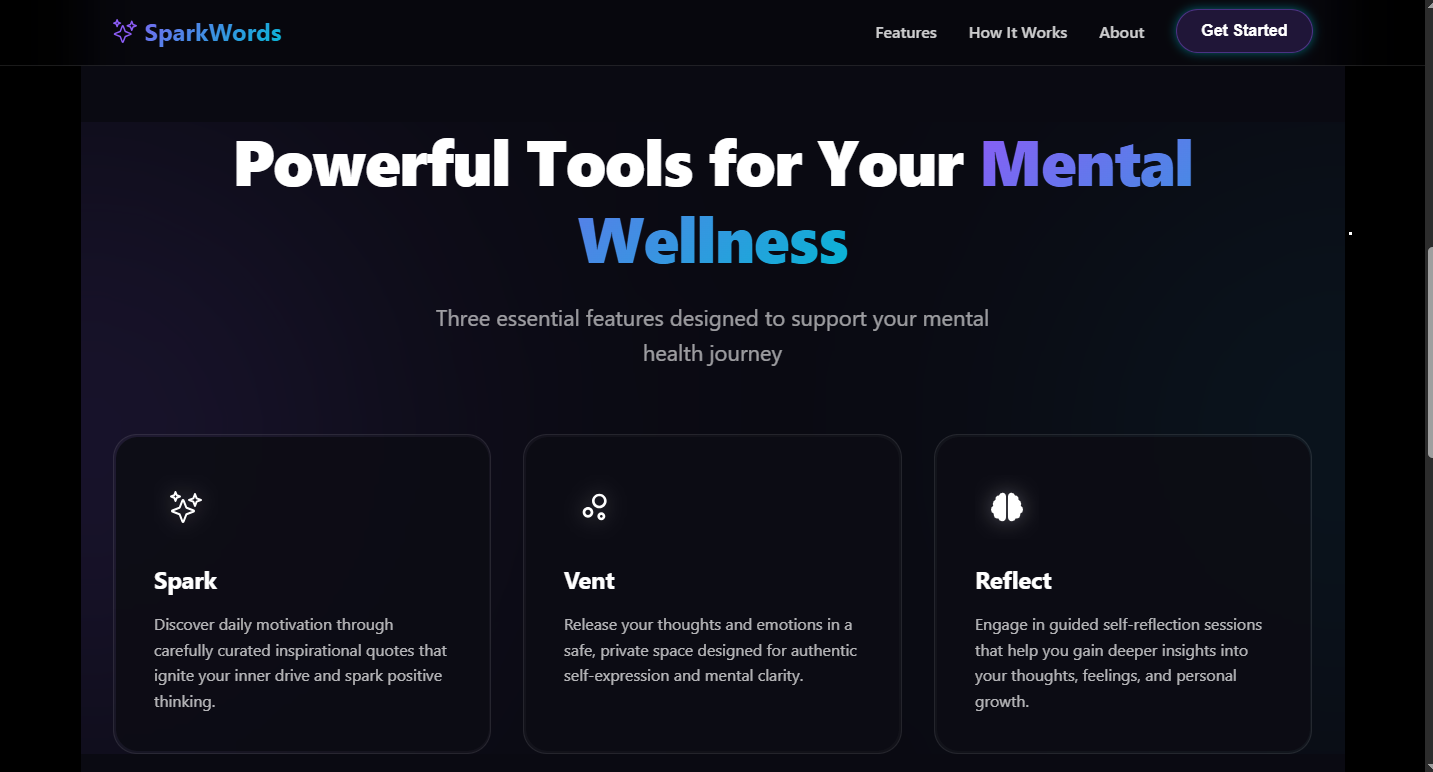 SparkWords
Features
How It Works
About
Get Started
Powerful Tools for Your Mental
Wellness
Three essential features designed to support your mental
health journey
Spark
Discover daily motivation through
carefully curated inspirational quotes that
ignite your inner drive and spark positive
thinking.
Vent
Release your thoughts and emotions in a
safe, private space designed for authentic
self-expression and mental clarity.
Reflect
Engage in guided self-reflection sessions
that help you gain deeper insights into
your thoughts, feelings, and personal
growth.